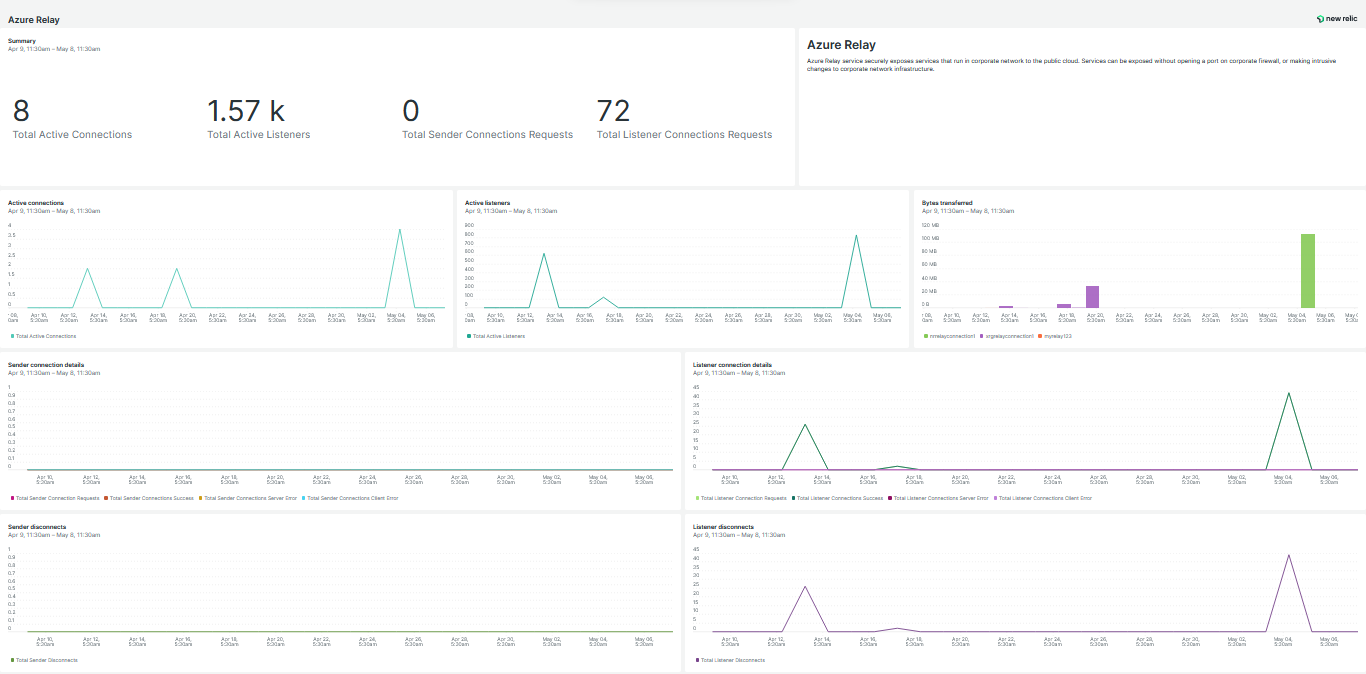 Azure Relay
new relic
Summary
Apr 9, 11:30am – May 8, 11:30am
8
Total Active Connections
1.57 k
Total Active Listeners
0
Total Sender Connections Requests
72
Total Listener Connections Requests
Azure Relay
Azure Relay service securely exposes services that run in corporate network to the public cloud. Services can be exposed without opening a port on corporate firewall, or making intrusive
changes to corporate network infrastructure.
Active connections
Apr 9, 11:30am – May 8, 11:30am
4
3.5
3
2.5
2
1.5
1
0.5
0
Apr 10, Apr 12, Apr 14, Apr 16, Apr 18, Apr 20, Apr 22, Apr 24, Apr 26, Apr 28, Apr 30, May 02, May 04, May 06,
5:30am 5:30am 5:30am 5:30am 5:30am 5:30am 5:30am 5:30am 5:30am 5:30am 5:30am 5:30am 5:30am 5:30am
Total Active Connections
Active listeners
Apr 9, 11:30am – May 8, 11:30am
900
800
700
600
500
400
300
200
100
0
Apr 10, Apr 12, Apr 14, Apr 16, Apr 18, Apr 20, Apr 22, Apr 24, Apr 26, Apr 28, Apr 30, May 02, May 04, May 06,
5:30am 5:30am 5:30am 5:30am 5:30am 5:30am 5:30am 5:30am 5:30am 5:30am 5:30am 5:30am 5:30am 5:30am
Total Active Listeners
Bytes transferred
Apr 9, 11:30am – May 8, 11:30am
120 MB
100 MB
80 MB
60 MB
40 MB
20 MB
0 B
Apr 10, Apr 12, Apr 14, Apr 16, Apr 18, Apr 20, Apr 22, Apr 24, Apr 26, Apr 28, Apr 30, May 02, May 04, May 06,
5:30am 5:30am 5:30am 5:30am 5:30am 5:30am 5:30am 5:30am 5:30am 5:30am 5:30am 5:30am 5:30am 5:30am
nrrelayconnection1 myrelay123
Sender connection details
Apr 9, 11:30am – May 8, 11:30am
1
0.9
0.8
0.7
0.6
0.5
0.4
0.3
0.2
0.1
0
Apr 10, Apr 12, Apr 14, Apr 16, Apr 18, Apr 20, Apr 22, Apr 24, Apr 26, Apr 28, Apr 30, May 02, May 04, May 06,
5:30am 5:30am 5:30am 5:30am 5:30am 5:30am 5:30am 5:30am 5:30am 5:30am 5:30am 5:30am 5:30am 5:30am
Total Sender Connection Requests Total Sender Connections Success Total Sender Connections Server Error Total Sender Connections Client Error
Listener connection details
Apr 9, 11:30am – May 8, 11:30am
45
40
35
30
25
20
15
10
5
0
Apr 10, Apr 12, Apr 14, Apr 16, Apr 18, Apr 20, Apr 22, Apr 24, Apr 26, Apr 28, Apr 30, May 02, May 04, May 06,
5:30am 5:30am 5:30am 5:30am 5:30am 5:30am 5:30am 5:30am 5:30am 5:30am 5:30am 5:30am 5:30am 5:30am
Total Listener Connection Requests Total Listener Connections Success Total Listener Connections Server Error Total Listener Connections Client Error
Sender disconnects
Apr 9, 11:30am – May 8, 11:30am
1
0.9
0.8
0.7
0.6
0.5
0.4
0.3
0.2
0.1
0
Apr 10, Apr 12, Apr 14, Apr 16, Apr 18, Apr 20, Apr 22, Apr 24, Apr 26, Apr 28, Apr 30, May 02, May 04, May 06,
5:30am 5:30am 5:30am 5:30am 5:30am 5:30am 5:30am 5:30am 5:30am 5:30am 5:30am 5:30am 5:30am 5:30am
Total Sender Disconnects
Listener disconnects
Apr 9, 11:30am – May 8, 11:30am
45
40
35
30
25
20
15
10
5
0
Apr 10, Apr 12, Apr 14, Apr 16, Apr 18, Apr 20, Apr 22, Apr 24, Apr 26, Apr 28, Apr 30, May 02, May 04, May 06,
5:30am 5:30am 5:30am 5:30am 5:30am 5:30am 5:30am 5:30am 5:30am 5:30am 5:30am 5:30am 5:30am 5:30am
Total Listener Disconnects